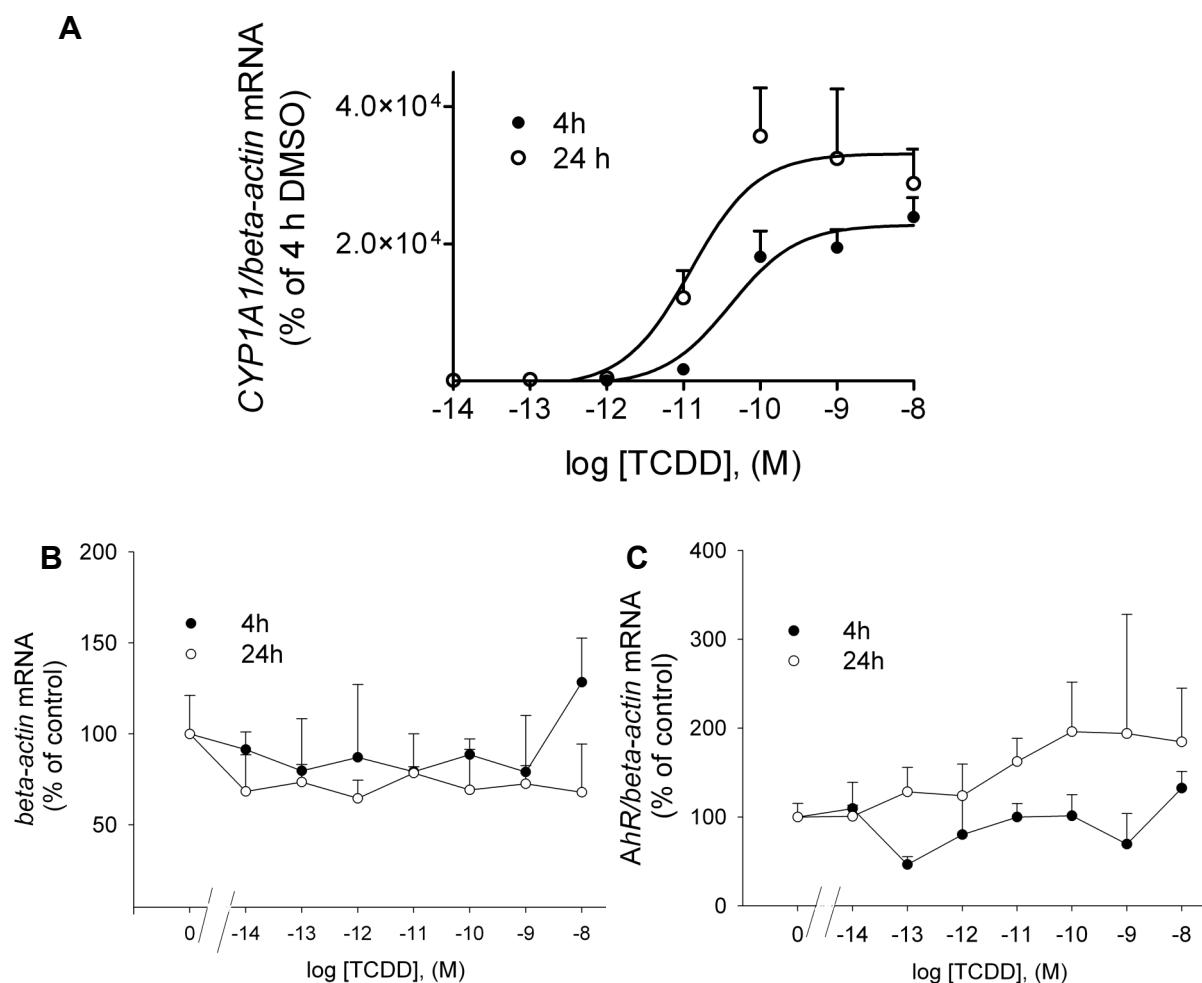 A
CYP1A1/beta-actin mRNA
(% of 4 h DMSO)
4.0×10⁴
2.0×10⁴
4h
24 h
-14 -13 -12 -11 -10 -9 -8
log [TCDD], (M)
B
beta-actin mRNA
(% of control)
200
150
100
50
4h
24h
0 -14 -13 -12 -11 -10 -9 -8
log [TCDD], (M)
C
AhR/beta-actin mRNA
(% of control)
400
300
200
100
0
4h
24h
0 -14 -13 -12 -11 -10 -9 -8
log [TCDD], (M)